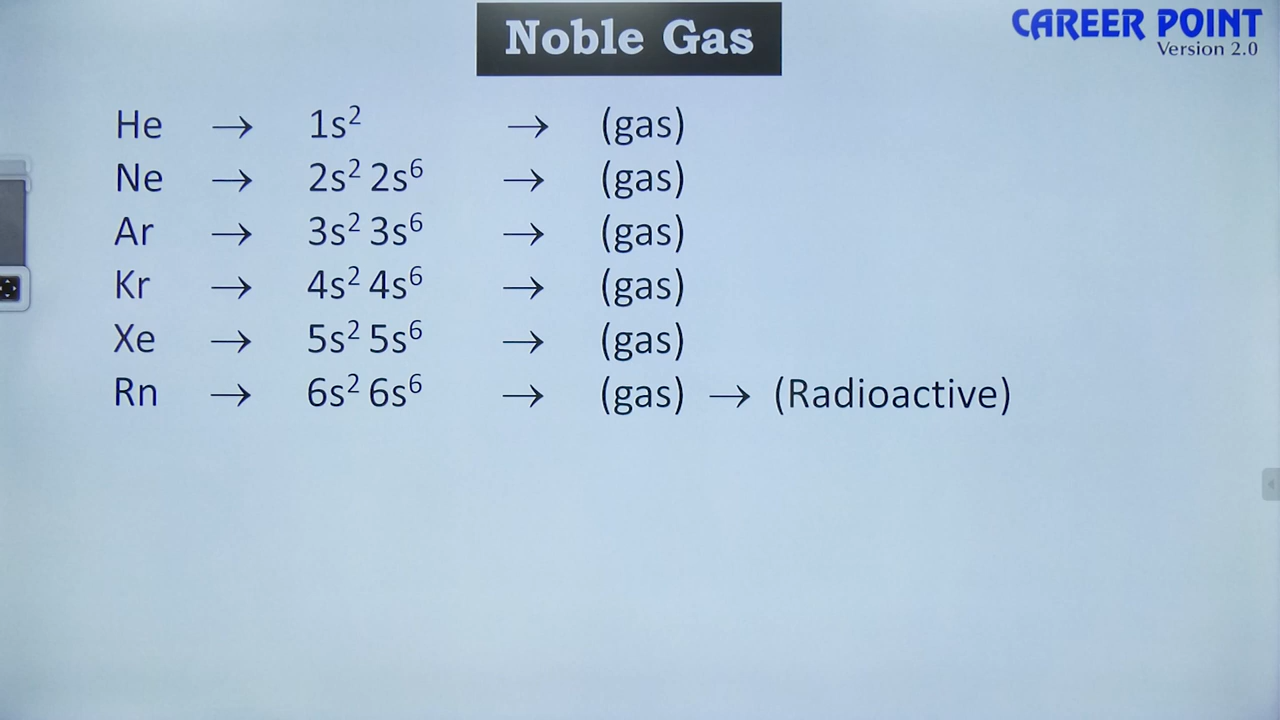 Noble Gas
CAREER POINT
Version 2.0
He → 1s² → (gas)
Ne → 2s² 2s⁶ → (gas)
Ar → 3s² 3s⁶ → (gas)
Kr → 4s² 4s⁶ → (gas)
Xe → 5s² 5s⁶ → (gas)
Rn → 6s² 6s⁶ → (gas) → (Radioactive)